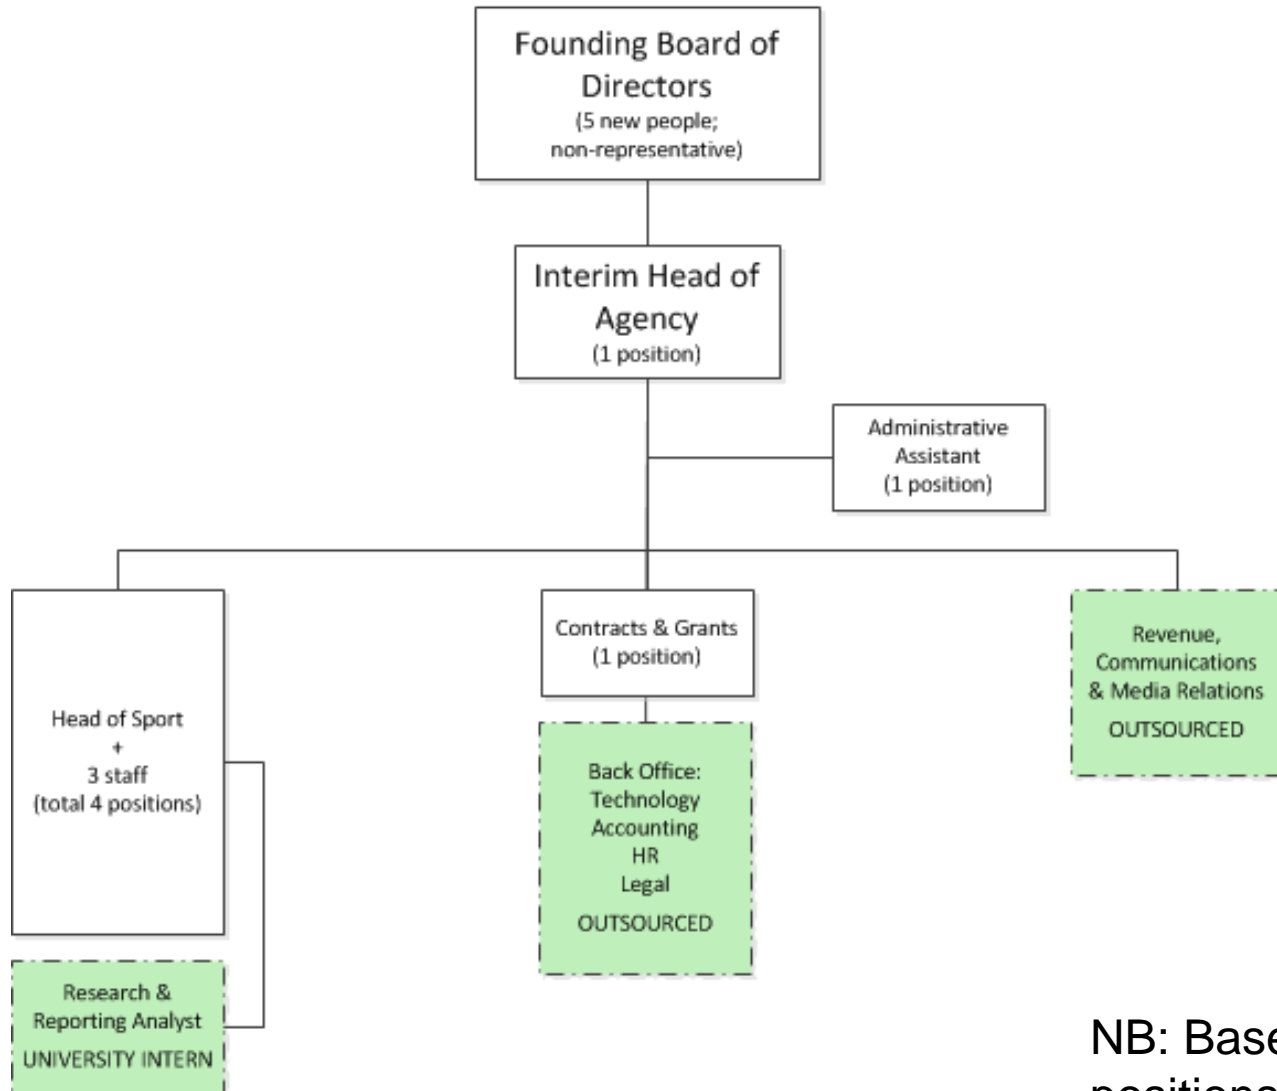 Founding Board of
Directors
(5 new people;
non-representative)
Interim Head of
Agency
(1 position)
Administrative
Assistant
(1 position)
Head of Sport
+
3 staff
(total 4 positions)
Contracts & Grants
(1 position)
Revenue,
Communications
& Media Relations
OUTSOURCED
Back Office:
Technology
Accounting
HR
Legal
OUTSOURCED
Research &
Reporting Analyst
UNIVERSITY INTERN
NB: